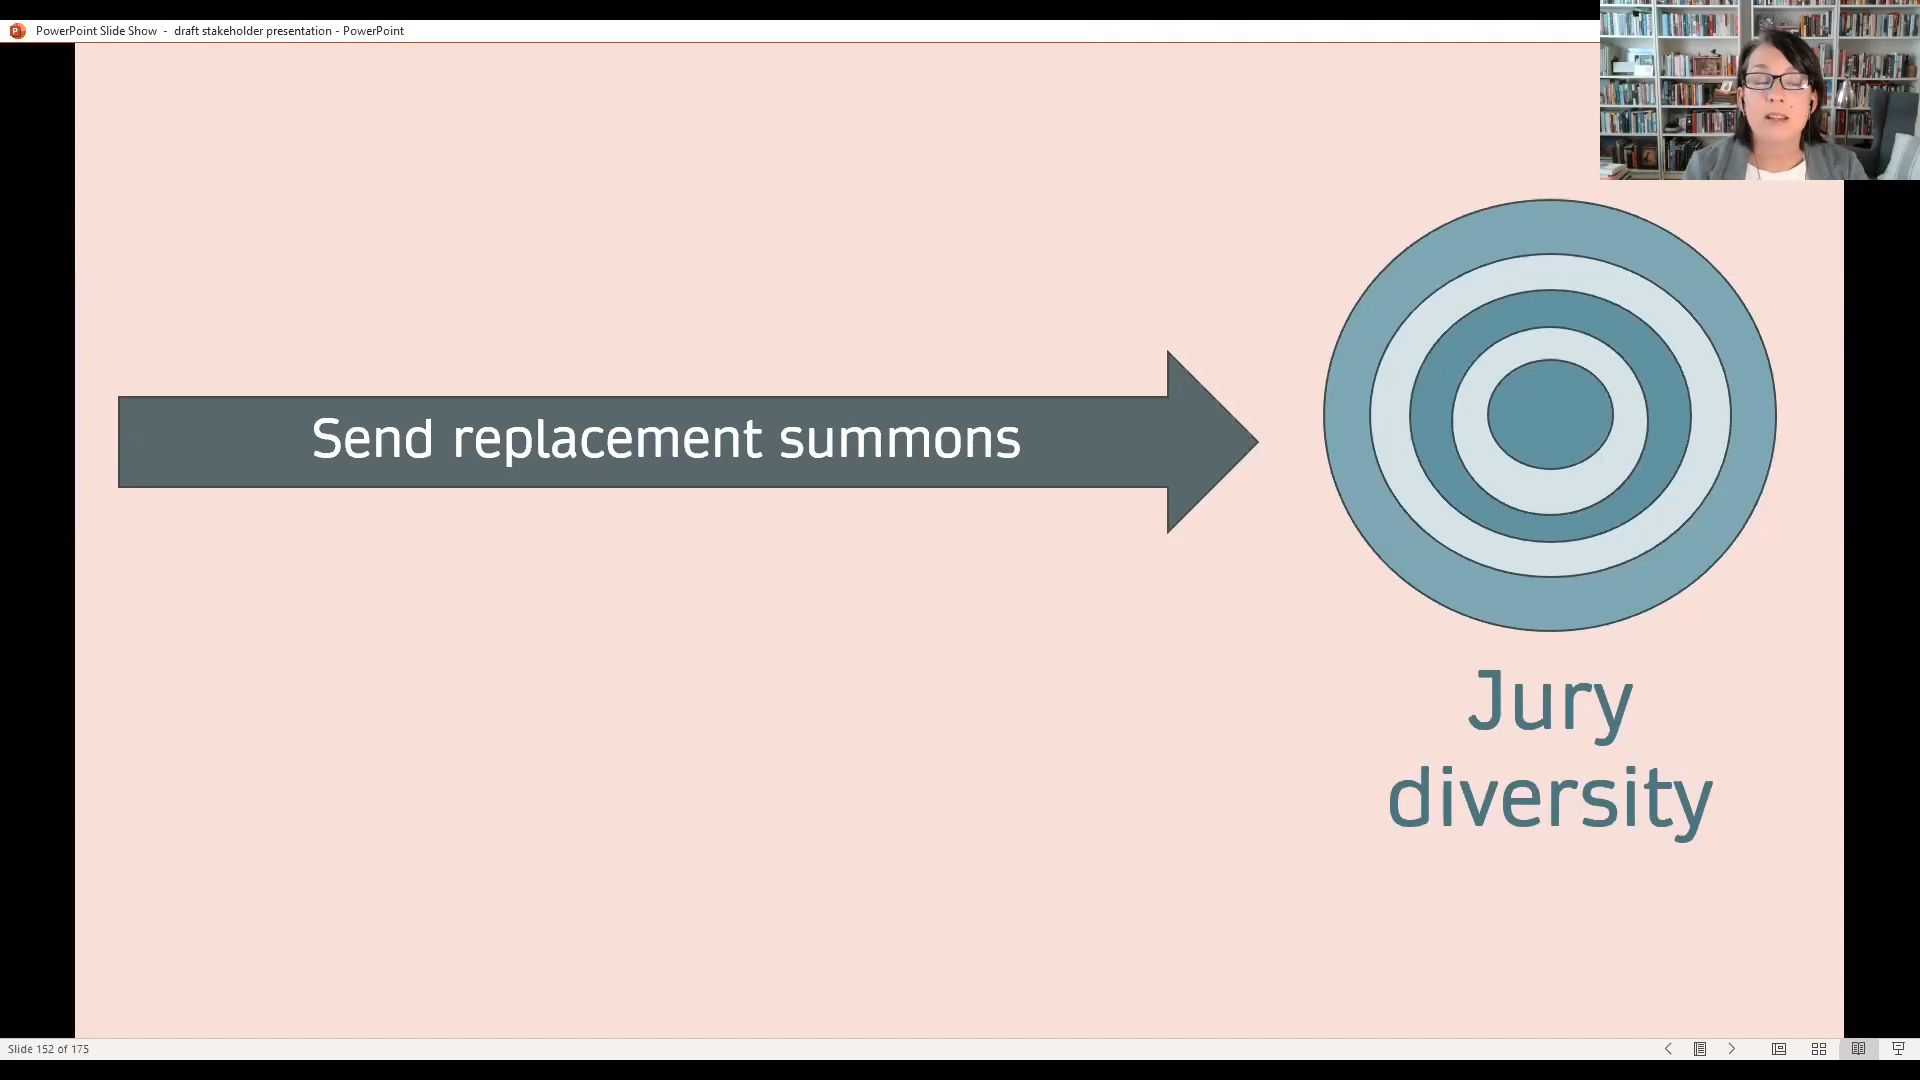 PowerPoint Slide Show - draft stakeholder presentation - PowerPoint
Send replacement summons
Jury
diversity
Slide 152 of 175